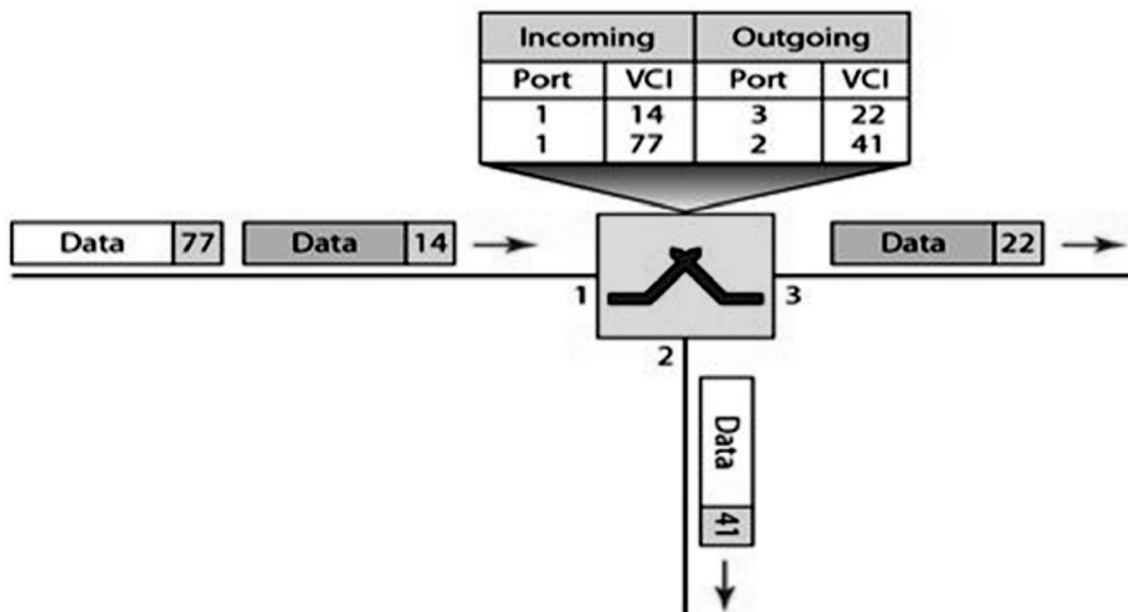 Incoming Outgoing
Port VCI Port VCI
1 14 3 22
1 77 2 41
Data 77 Data 14 Data 22
1 3
2
Data 41